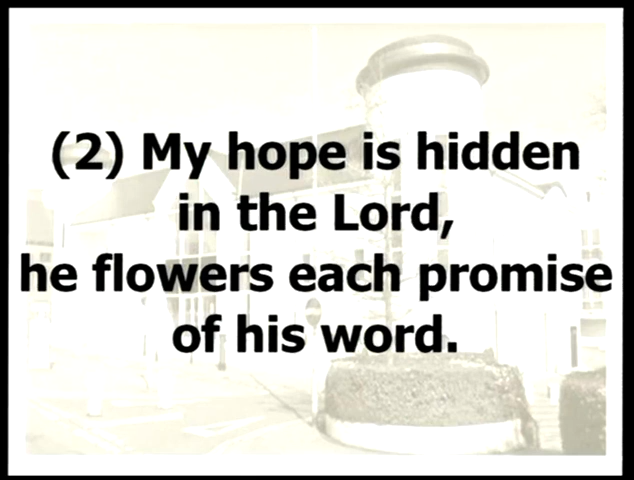 (2) My hope is hidden
in the Lord,
he flowers each promise
of his word.